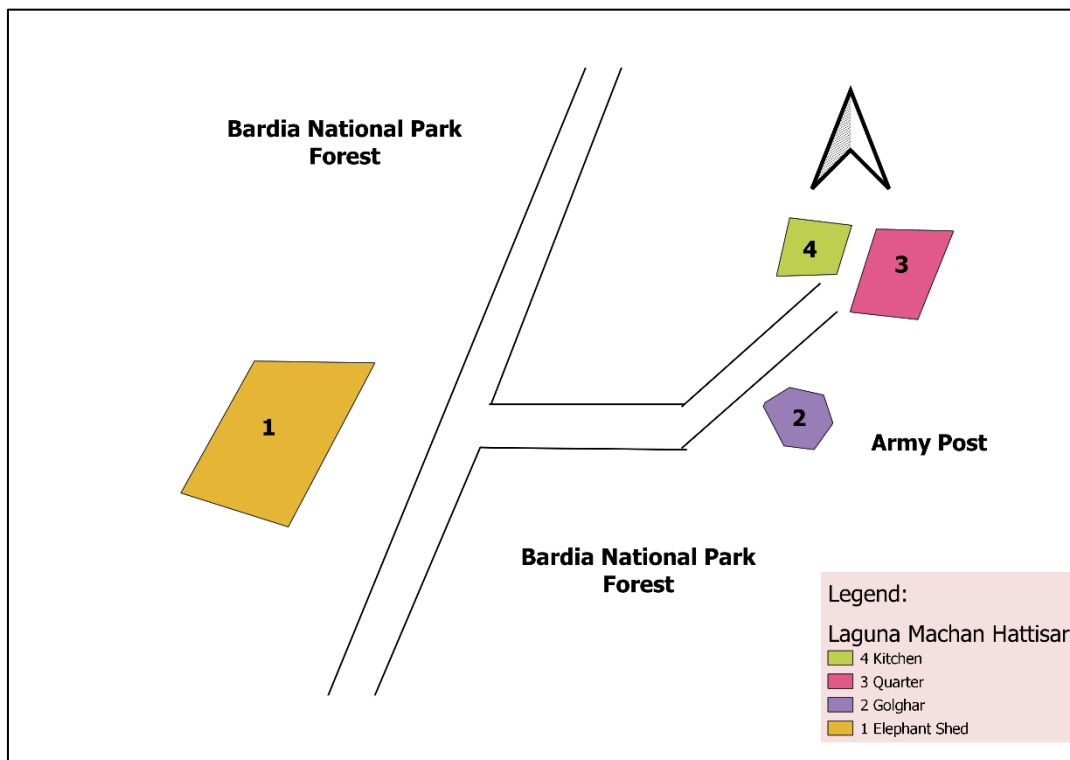 Bardia National Park
Forest
4
3
1
2
Army Post
Bardia National Park
Forest
Legend:
Laguna Machan Hattisar
4 Kitchen
3 Quarter
2 Golghar
1 Elephant Shed